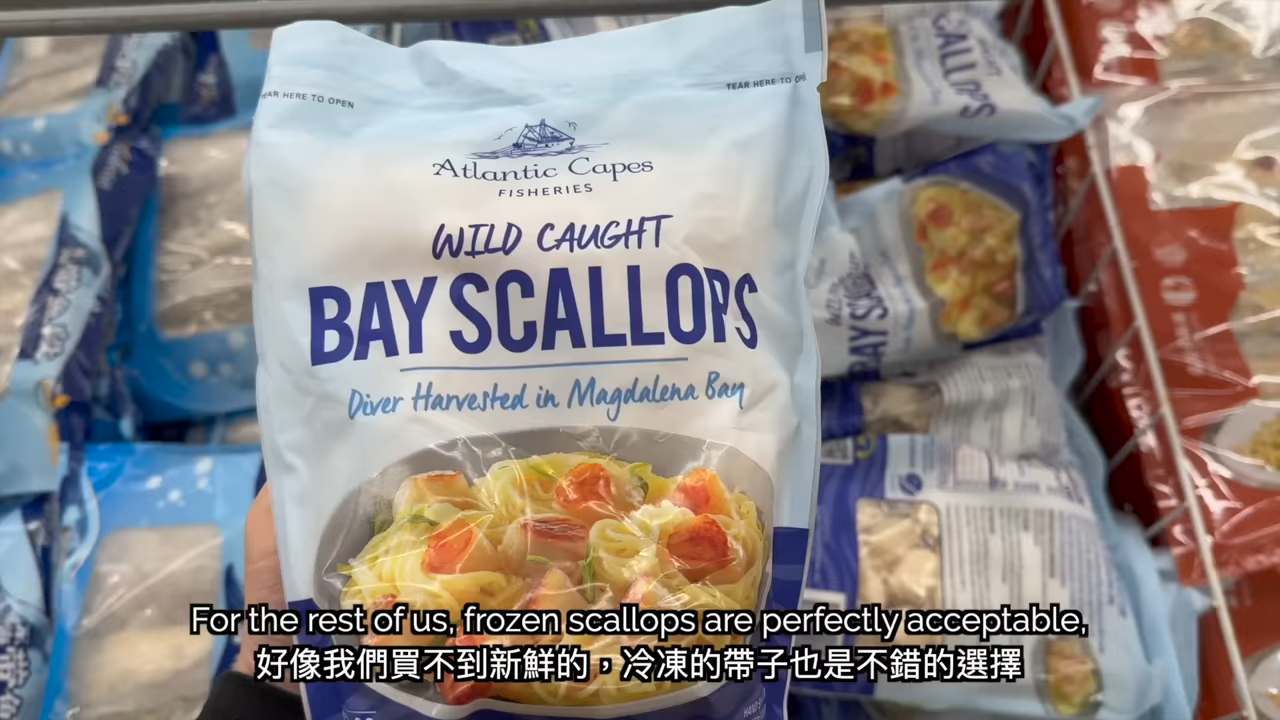 TEAR HERE TO OPEN
TEAR HERE TO
Atlantic Capes
FISHERIES
WILD CAUGHT
BAY SCALLOPS
Diver Harvested in Magdalena Bay
SCALLOPS
BAY
For the rest of us, frozen scallops are perfectly acceptable,
好像我們買不到新鮮的，冷凍的帶子也是不錯的選擇